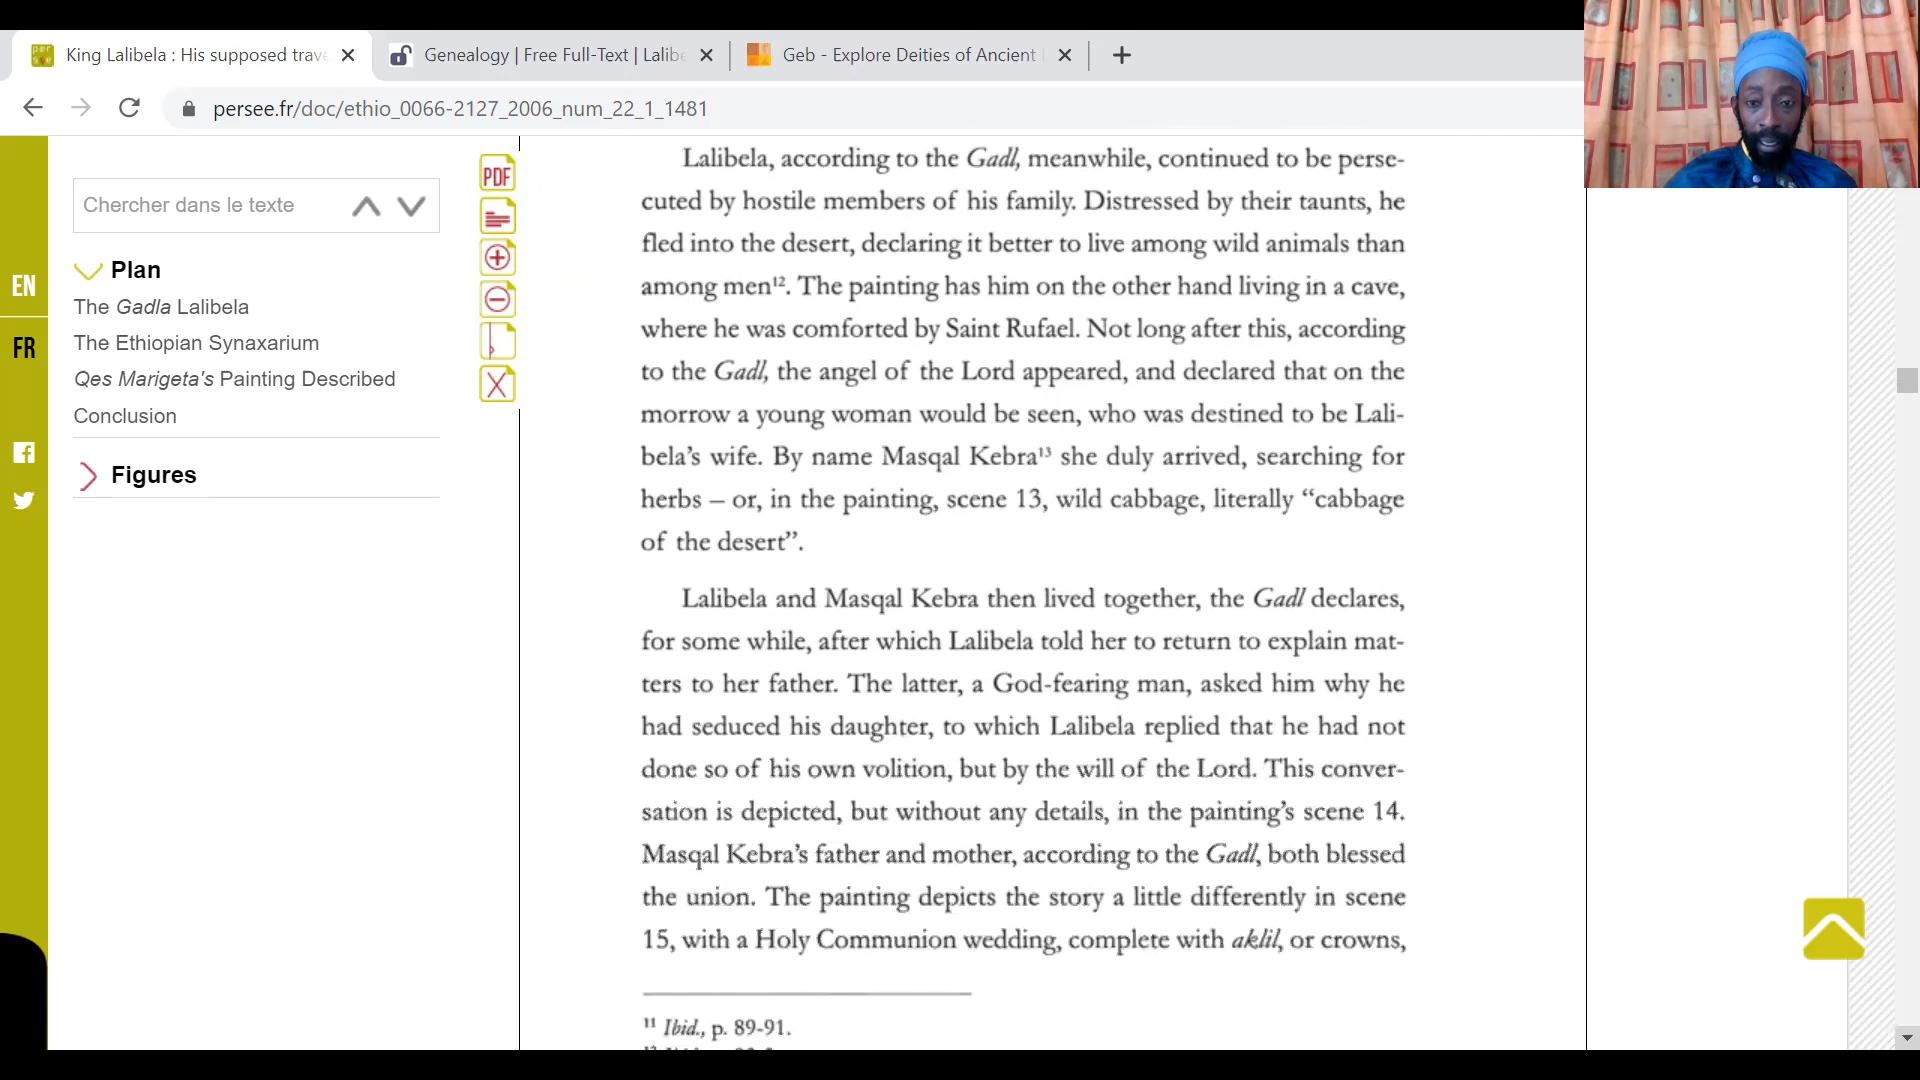 King Lalibela : His supposed trave
Genealogy | Free Full-Text | Lalibe
Geb - Explore Deities of Ancient
persee.fr/doc/ethio_0066-2127_2006_num_22_1_1481
EN
FR
Chercher dans le texte
Plan
The Gadla Lalibela
The Ethiopian Synaxarium
Qes Marigeta's Painting Described
Conclusion
Figures
PDF
Lalibela, according to the Gadl, meanwhile, continued to be perse-
cuted by hostile members of his family. Distressed by their taunts, he
fled into the desert, declaring it better to live among wild animals than
among men¹². The painting has him on the other hand living in a cave,
where he was comforted by Saint Rufael. Not long after this, according
to the Gadl, the angel of the Lord appeared, and declared that on the
morrow a young woman would be seen, who was destined to be Lali-
bela’s wife. By name Masqal Kebra¹³ she duly arrived, searching for
herbs – or, in the painting, scene 13, wild cabbage, literally “cabbage
of the desert”.
Lalibela and Masqal Kebra then lived together, the Gadl declares,
for some while, after which Lalibela told her to return to explain mat-
ters to her father. The latter, a God-fearing man, asked him why he
had seduced his daughter, to which Lalibela replied that he had not
done so of his own volition, but by the will of the Lord. This conver-
sation is depicted, but without any details, in the painting’s scene 14.
Masqal Kebra’s father and mother, according to the Gadl, both blessed
the union. The painting depicts the story a little differently in scene
15, with a Holy Communion wedding, complete with aklil, or crowns,
¹¹ Ibid., p. 89-91.